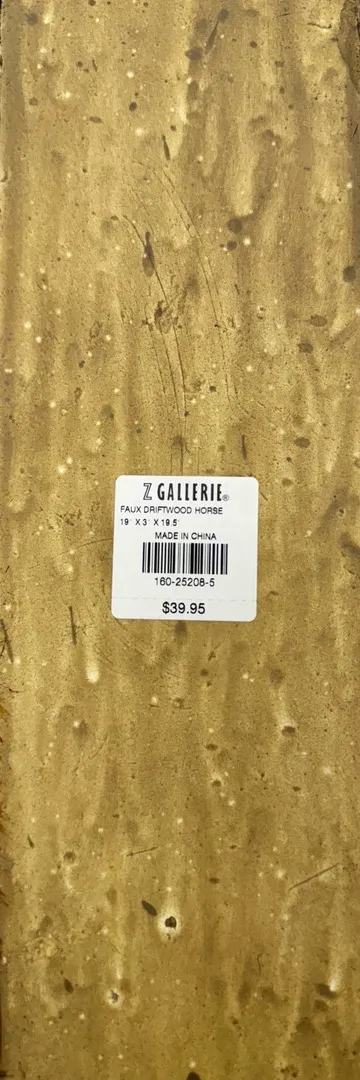 Z GALLERIE®
FAUX DRIFTWOOD HORSE
19" X 3" X 19.5"
MADE IN CHINA
160-25208-5
$39.95